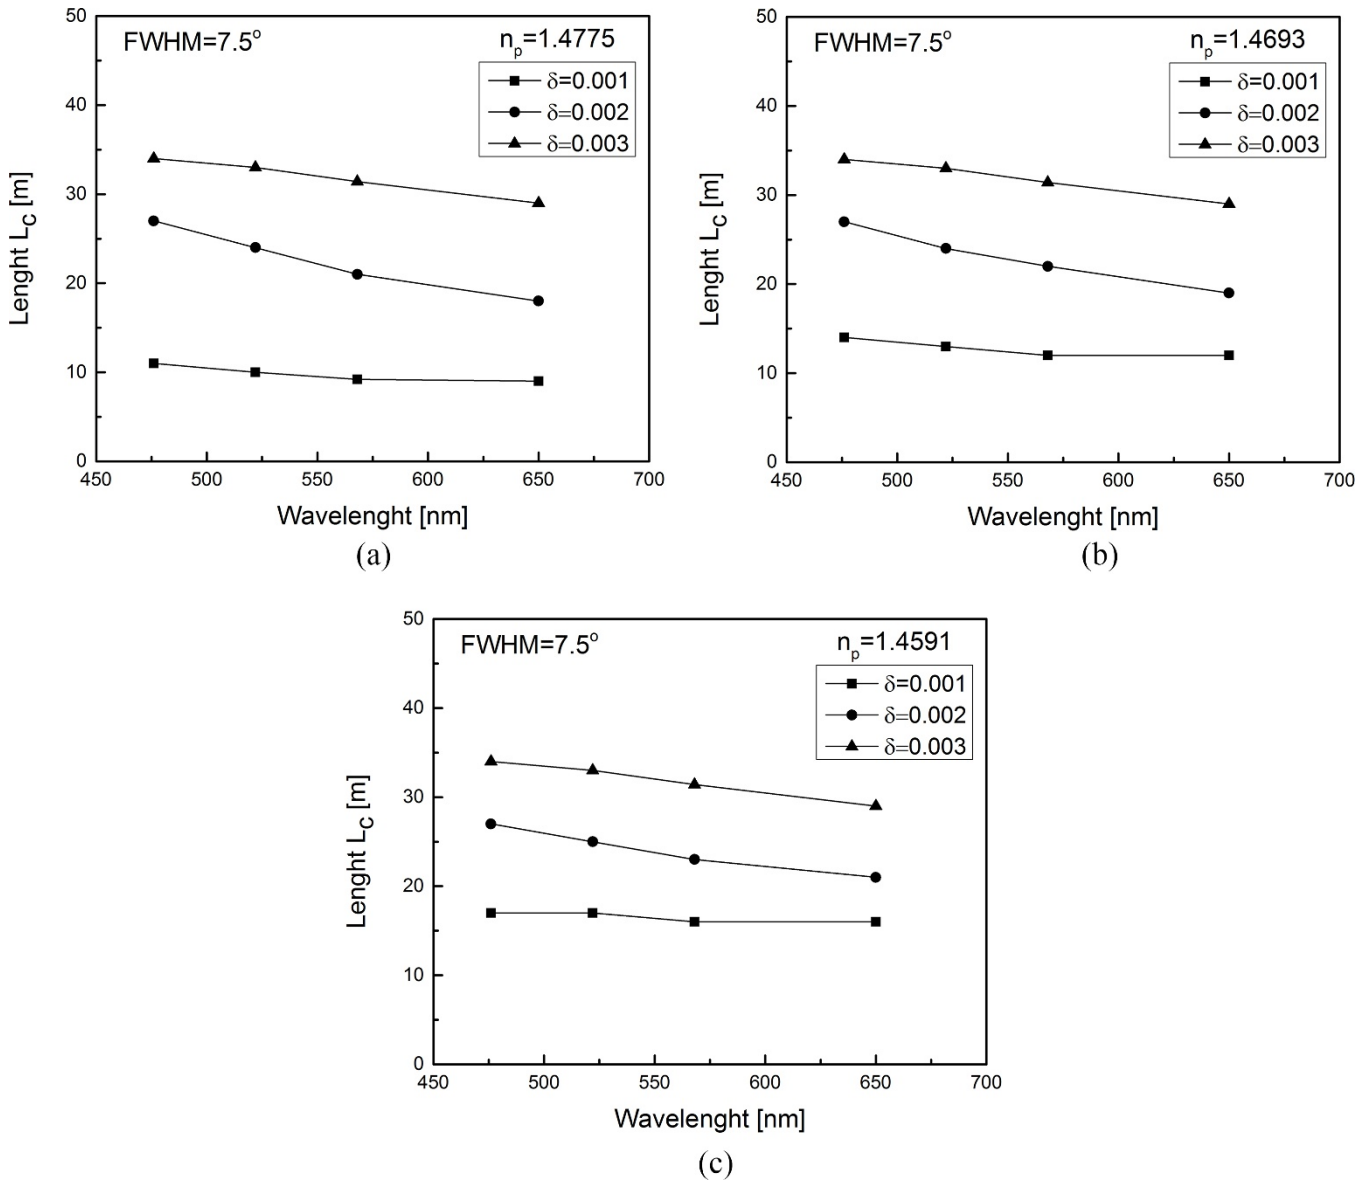 FWHM=7.5°
n_p=1.4775
δ=0.001
δ=0.002
δ=0.003
50
40
30
20
10
0
Lenght L_C [m]
450 500 550 600 650 700
Wavelenght [nm]
(a)
FWHM=7.5°
n_p=1.4693
δ=0.001
δ=0.002
δ=0.003
50
40
30
20
10
0
Lenght L_C [m]
450 500 550 600 650 700
Wavelenght [nm]
(b)
FWHM=7.5°
n_p=1.4591
δ=0.001
δ=0.002
δ=0.003
50
40
30
20
10
0
Lenght L_C [m]
450 500 550 600 650 700
Wavelenght [nm]
(c)